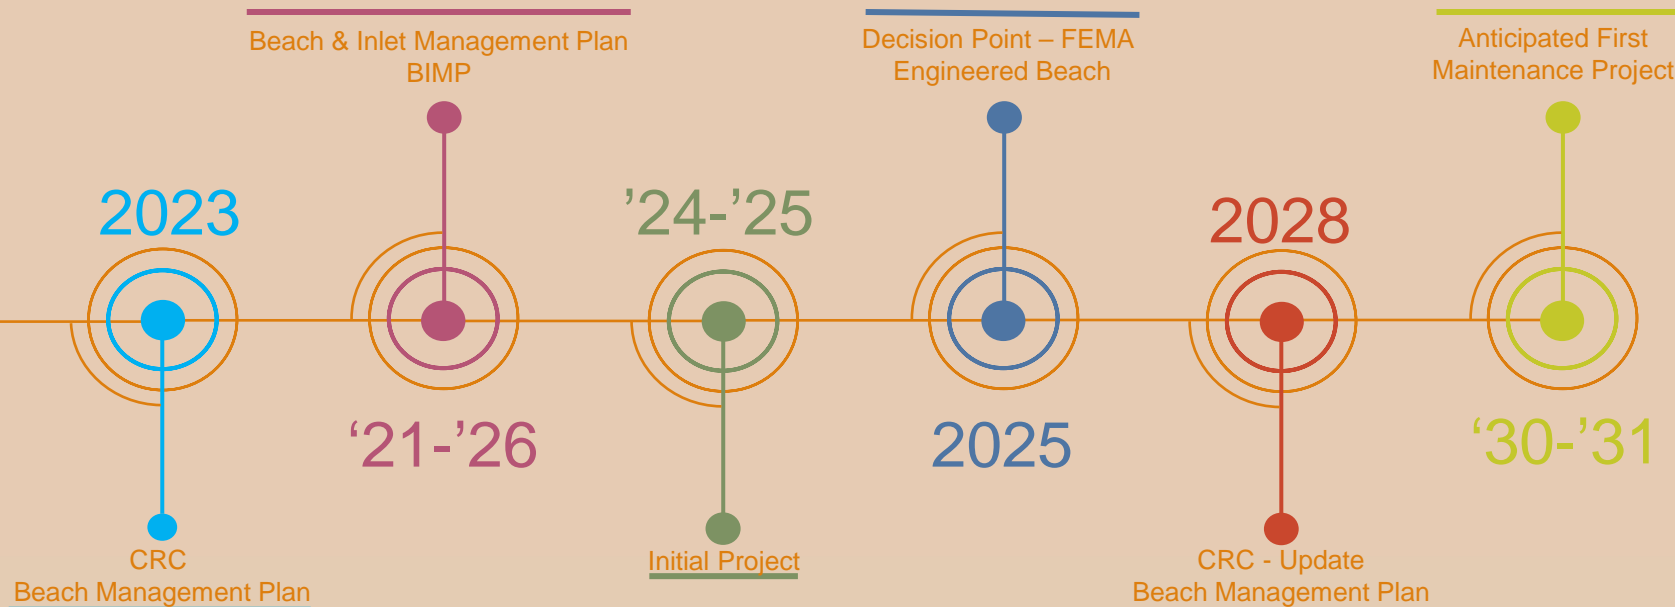 Beach & Inlet Management Plan
BIMP
Decision Point – FEMA
Engineered Beach
Anticipated First
Maintenance Project
2023
’24-’25
2028
‘21-’26
2025
‘30-’31
CRC
Beach Management Plan
Initial Project
CRC - Update
Beach Management Plan